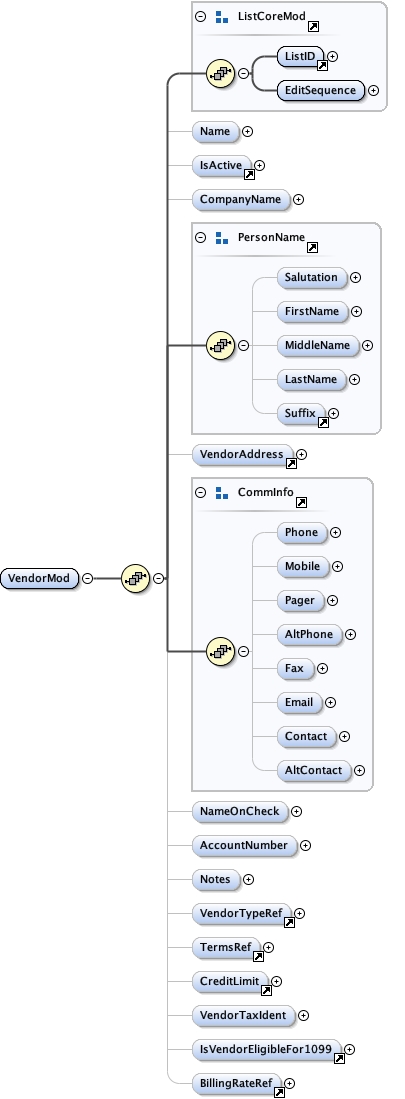 ListCoreMod
ListID
EditSequence
Name
IsActive
CompanyName
PersonName
Salutation
FirstName
MiddleName
LastName
Suffix
VendorAddress
CommInfo
Phone
VendorMod
Mobile
Pager
AltPhone
Fax
Email
Contact
AltContact
NameOnCheck
AccountNumber
Notes
VendorTypeRef
TermsRef
CreditLimit
VendorTaxIdent
IsVendorEligibleFor1099
BillingRateRef